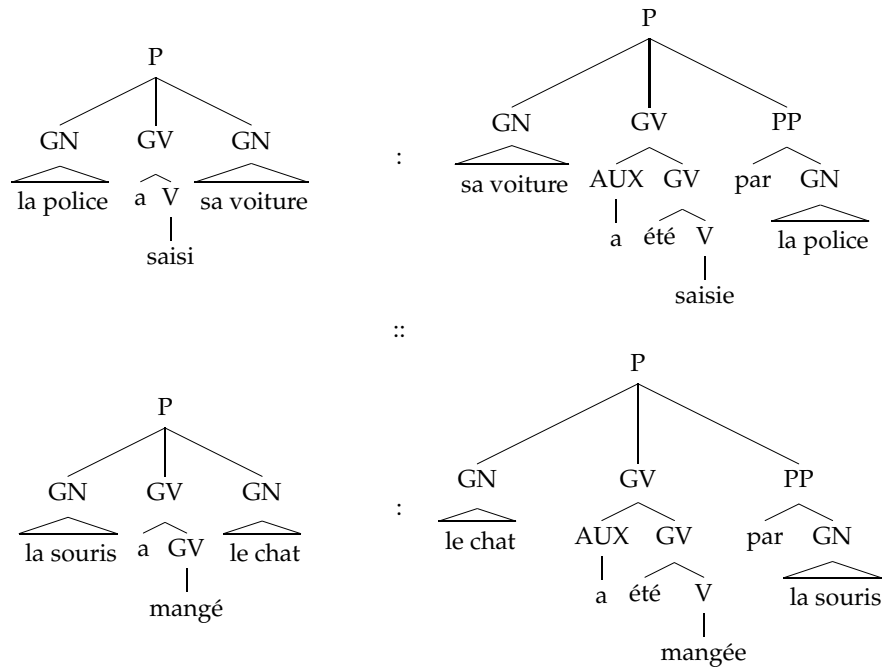 P
P
GN GV GN
GN GV PP
:
la police a V sa voiture
sa voiture AUX GV par GN
saisi
a été V la police
saisie
::
P
P
GN GV GN
GN GV PP
:
la souris a GV le chat
le chat AUX GV par GN
mangé
a été V la souris
mangée